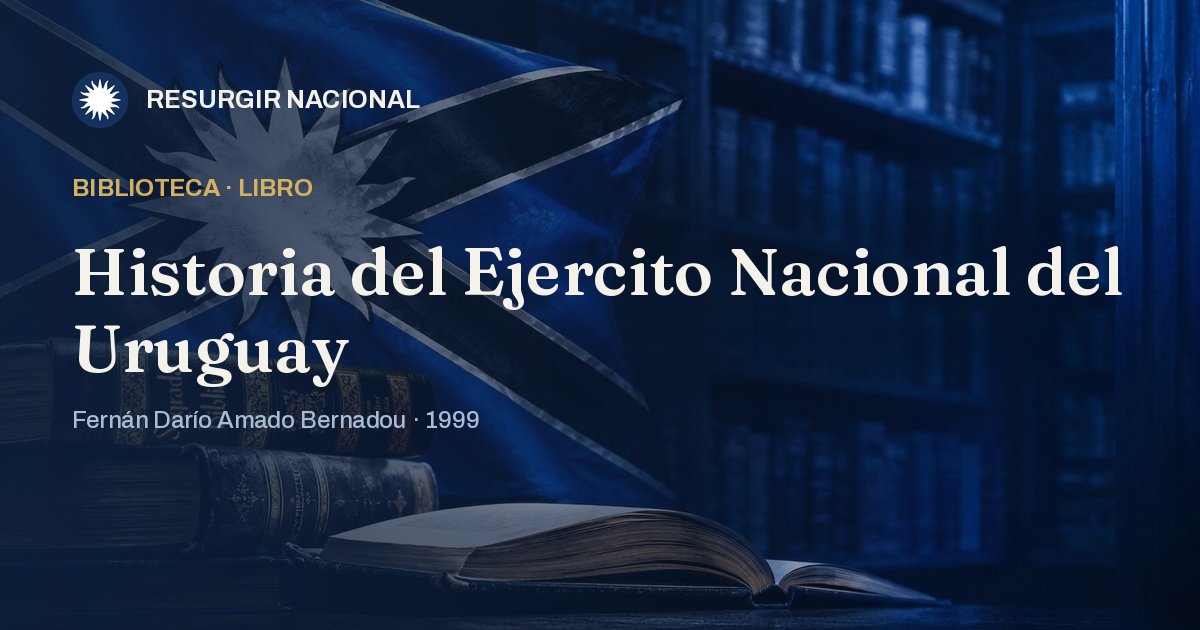 RESURGIR NACIONAL
BIBLIOTECA · LIBRO
Historia del Ejercito Nacional del
Uruguay
Fernán Darío Amado Bernadou · 1999